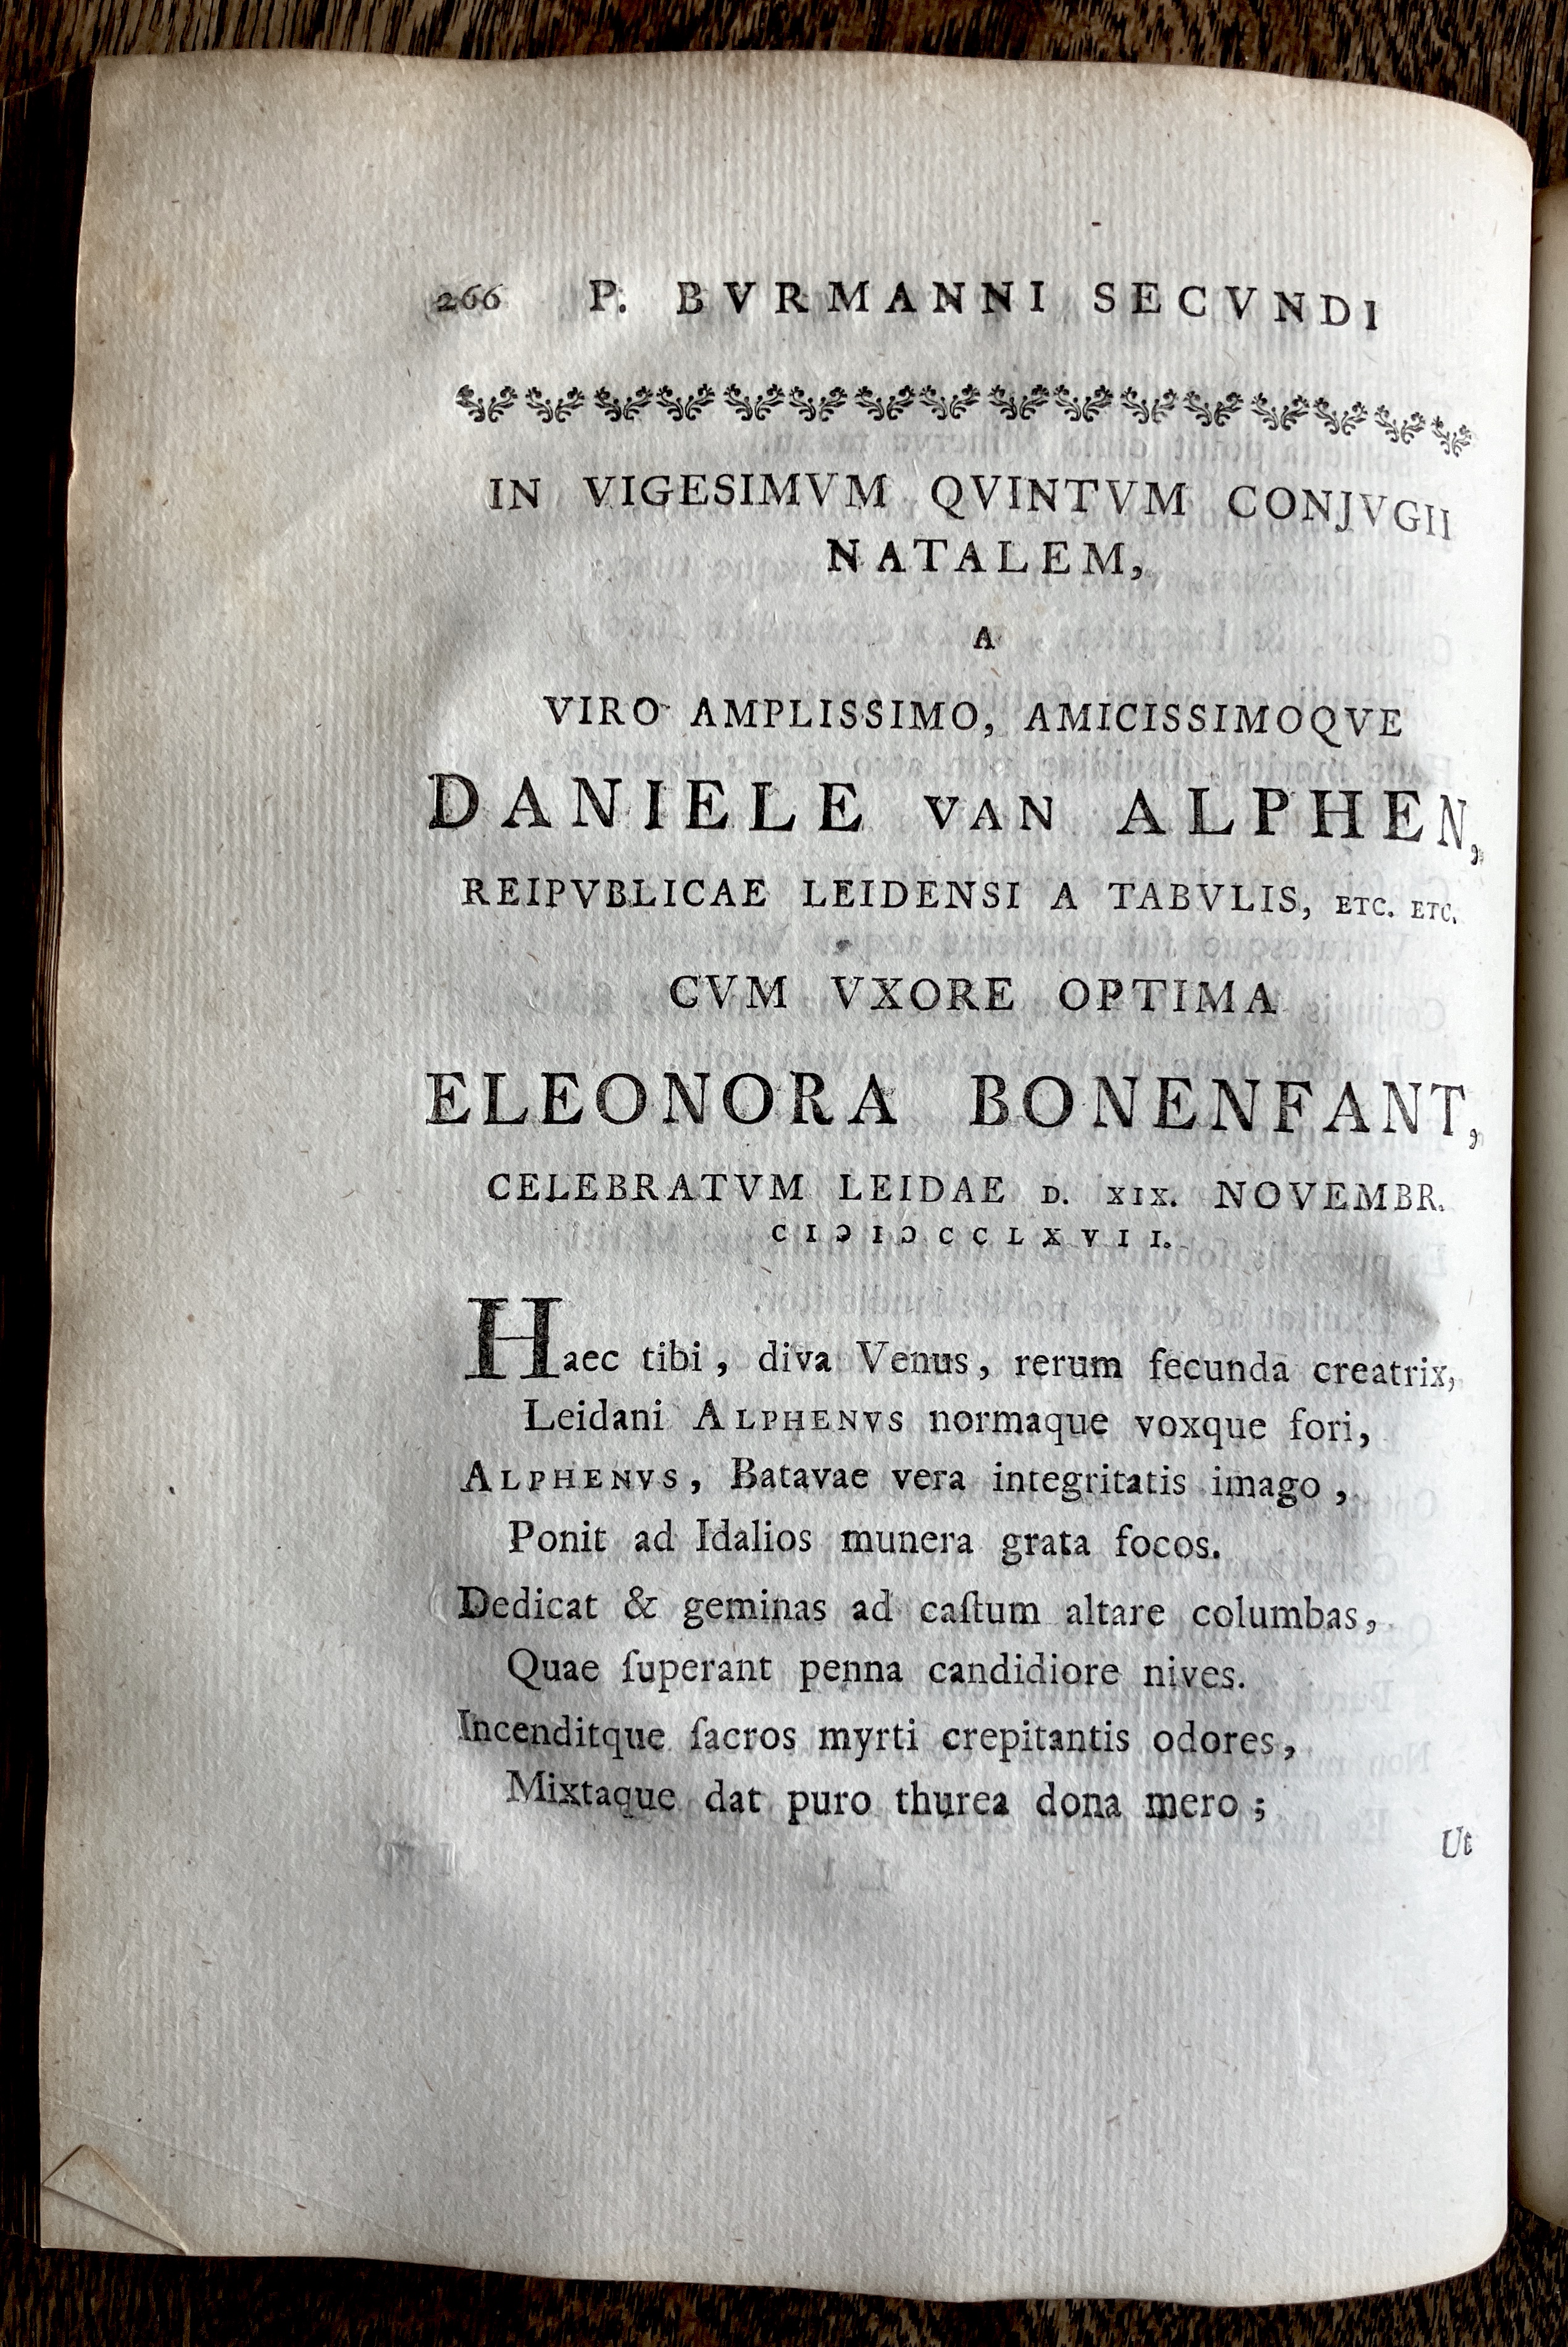 266 P. BVRMANNI SECVNDI
IN VIGESIMVM QVINTVM CONJVGII
NATALEM,
A
VIRO AMPLISSIMO, AMICISSIMOQVE
DANIELE VAN ALPHEN,
REIPVBLICAE LEIDENSI A TABVLIS, ETC. ETC.
CVM VXORE OPTIMA
ELEONORA BONENFANT,
CELEBRATVM LEIDAE D. XIX. NOVEMBR.
CIↃIↃCCLXVII.
Haec tibi, diva Venus, rerum fecunda creatrix,
Leidani ALPHENVS normaque voxque fori,
ALPHENVS, Batavae vera integritatis imago,
Ponit ad Idalios munera grata focos.
Dedicat & geminas ad caſtum altare columbas,
Quae ſuperant penna candidiore nives.
Incenditque ſacros myrti crepitantis odores,
Mixtaque dat puro thurea dona mero;
Ut